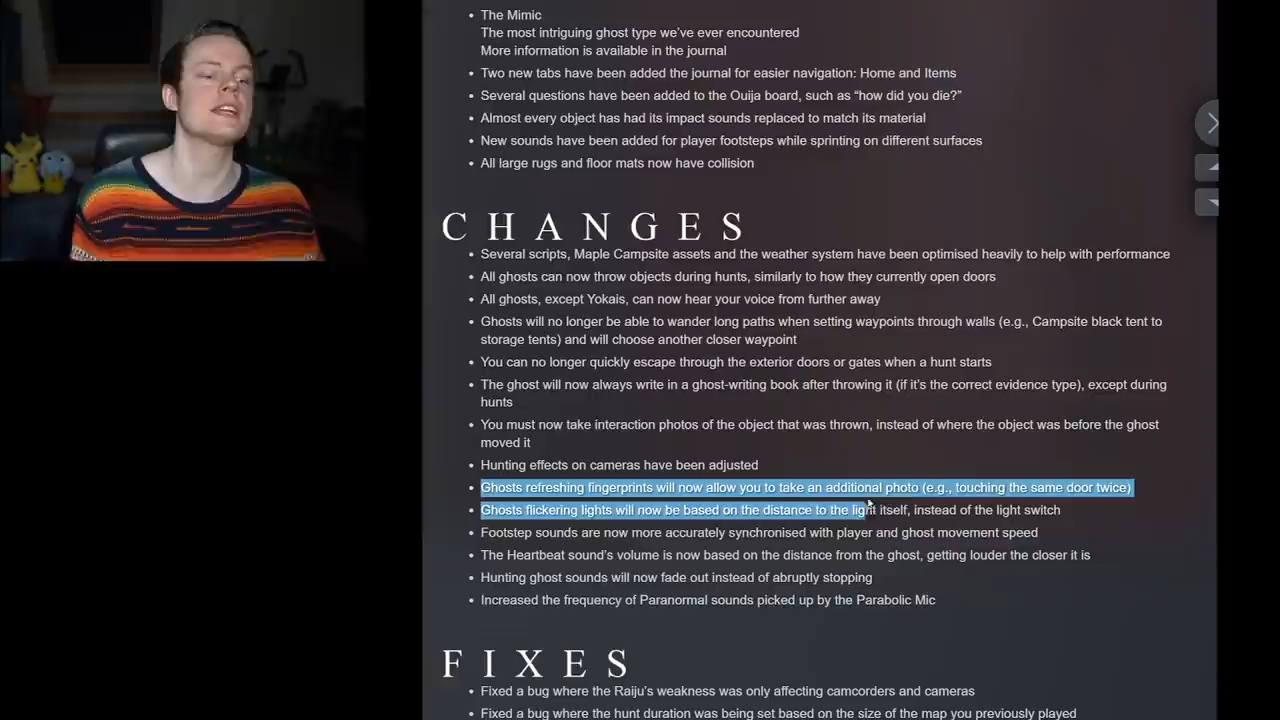 The Mimic
The most intriguing ghost type we've ever encountered
More information is available in the journal
Two new tabs have been added the journal for easier navigation: Home and Items
Several questions have been added to the Ouija board, such as “how did you die?”
Almost every object has had its impact sounds replaced to match its material
New sounds have been added for player footsteps while sprinting on different surfaces
All large rugs and floor mats now have collision
CHANGES
Several scripts, Maple Campsite assets and the weather system have been optimised heavily to help with performance
All ghosts can now throw objects during hunts, similarly to how they currently open doors
All ghosts, except Yokais, can now hear your voice from further away
Ghosts will no longer be able to wander long paths when setting waypoints through walls (e.g., Campsite black tent to
storage tents) and will choose another closer waypoint
You can no longer quickly escape through the exterior doors or gates when a hunt starts
The ghost will now always write in a ghost-writing book after throwing it (if it's the correct evidence type), except during
hunts
You must now take interaction photos of the object that was thrown, instead of where the object was before the ghost
moved it
Hunting effects on cameras have been adjusted
Ghosts refreshing fingerprints will now allow you to take an additional photo (e.g., touching the same door twice)
Ghosts flickering lights will now be based on the distance to the light itself, instead of the light switch
Footstep sounds are now more accurately synchronised with player and ghost movement speed
The Heartbeat sound's volume is now based on the distance from the ghost, getting louder the closer it is
Hunting ghost sounds will now fade out instead of abruptly stopping
Increased the frequency of Paranormal sounds picked up by the Parabolic Mic
FIXES
Fixed a bug where the Raiju's weakness was only affecting camcorders and cameras
Fixed a bug where the hunt duration was being set based on the size of the map you previously played